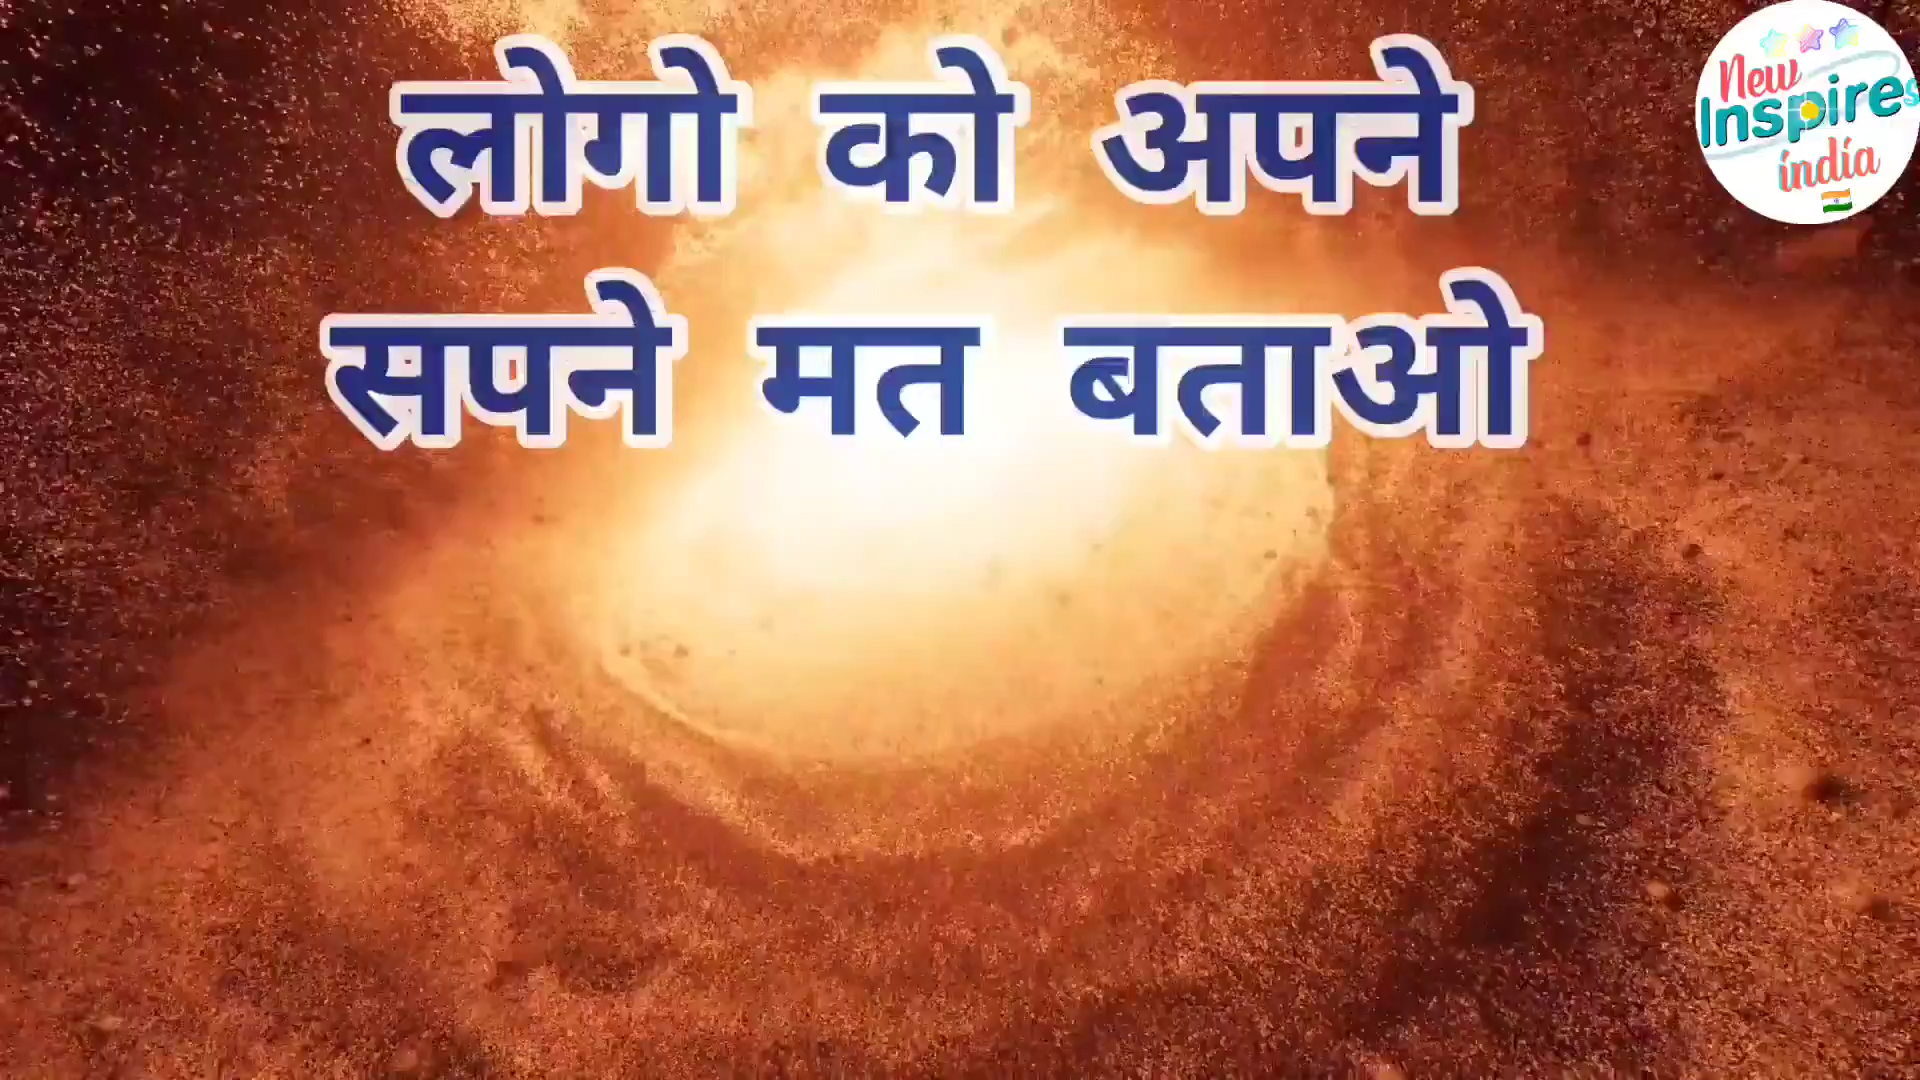 लोगो को अपने
सपने मत बताओ
New
Inspires
india